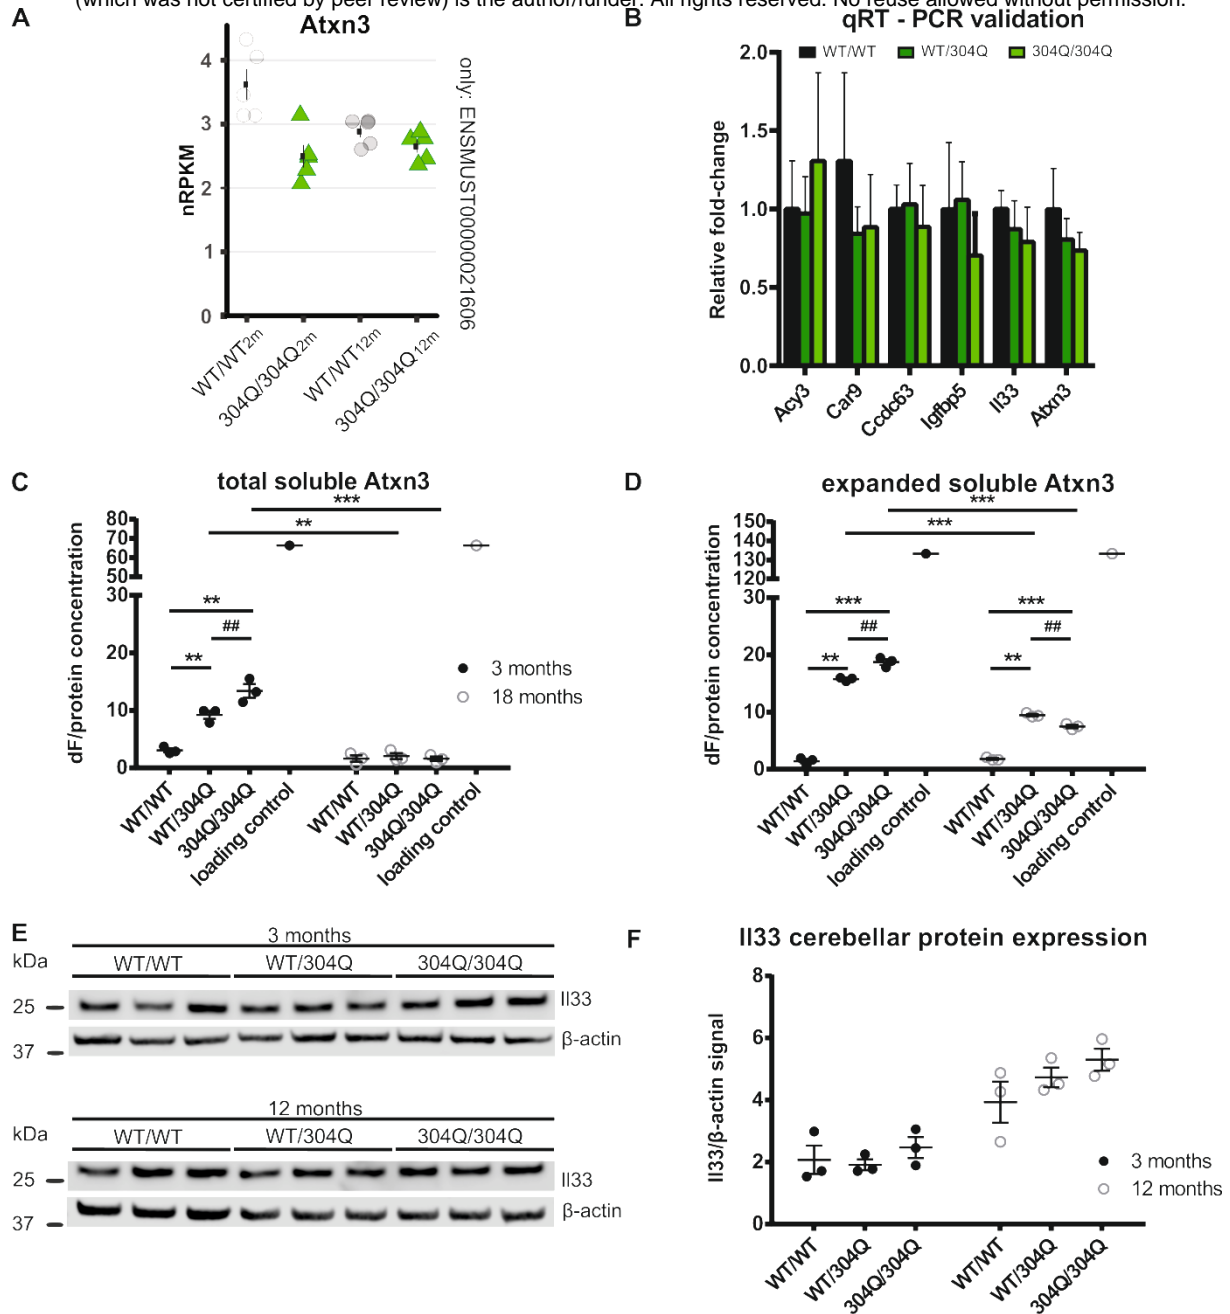 (which was not certified by peer review) is the author/funder. All rights reserved. No reuse allowed without permission.
A
Atxn3
4
3
2
1
0
nRPKM
only: ENSMUST00000021606
WT/WT2m
304Q/304Q2m
WT/WT12m
304Q/304Q12m
B
qRT - PCR validation
WT/WT
WT/304Q
304Q/304Q
2.0
1.5
1.0
0.5
0.0
Relative fold-change
Acy3
Car9
Ccdc63
Igfbp5
Il33
Atxn3
C
total soluble Atxn3
***
**
80
70
60
50
30
20
10
0
dF/protein concentration
**
##
**
3 months
18 months
WT/WT
WT/304Q
304Q/304Q
loading control
WT/WT
WT/304Q
304Q/304Q
loading control
D
expanded soluble Atxn3
***
***
150
140
130
120
30
20
10
0
dF/protein concentration
***
##
**
***
##
**
WT/WT
WT/304Q
304Q/304Q
loading control
WT/WT
WT/304Q
304Q/304Q
loading control
E
3 months
kDa
WT/WT
WT/304Q
304Q/304Q
25
Il33
β-actin
37
12 months
kDa
WT/WT
WT/304Q
304Q/304Q
25
Il33
β-actin
37
F
Il33 cerebellar protein expression
8
6
4
2
0
Il33/β-actin signal
3 months
12 months
WT/WT
WT/304Q
304Q/304Q
WT/WT
WT/304Q
304Q/304Q